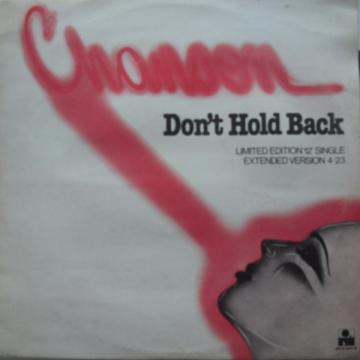 Chanson
Don't Hold Back
LIMITED EDITION 12' SINGLE
EXTENDED VERSION 4·23